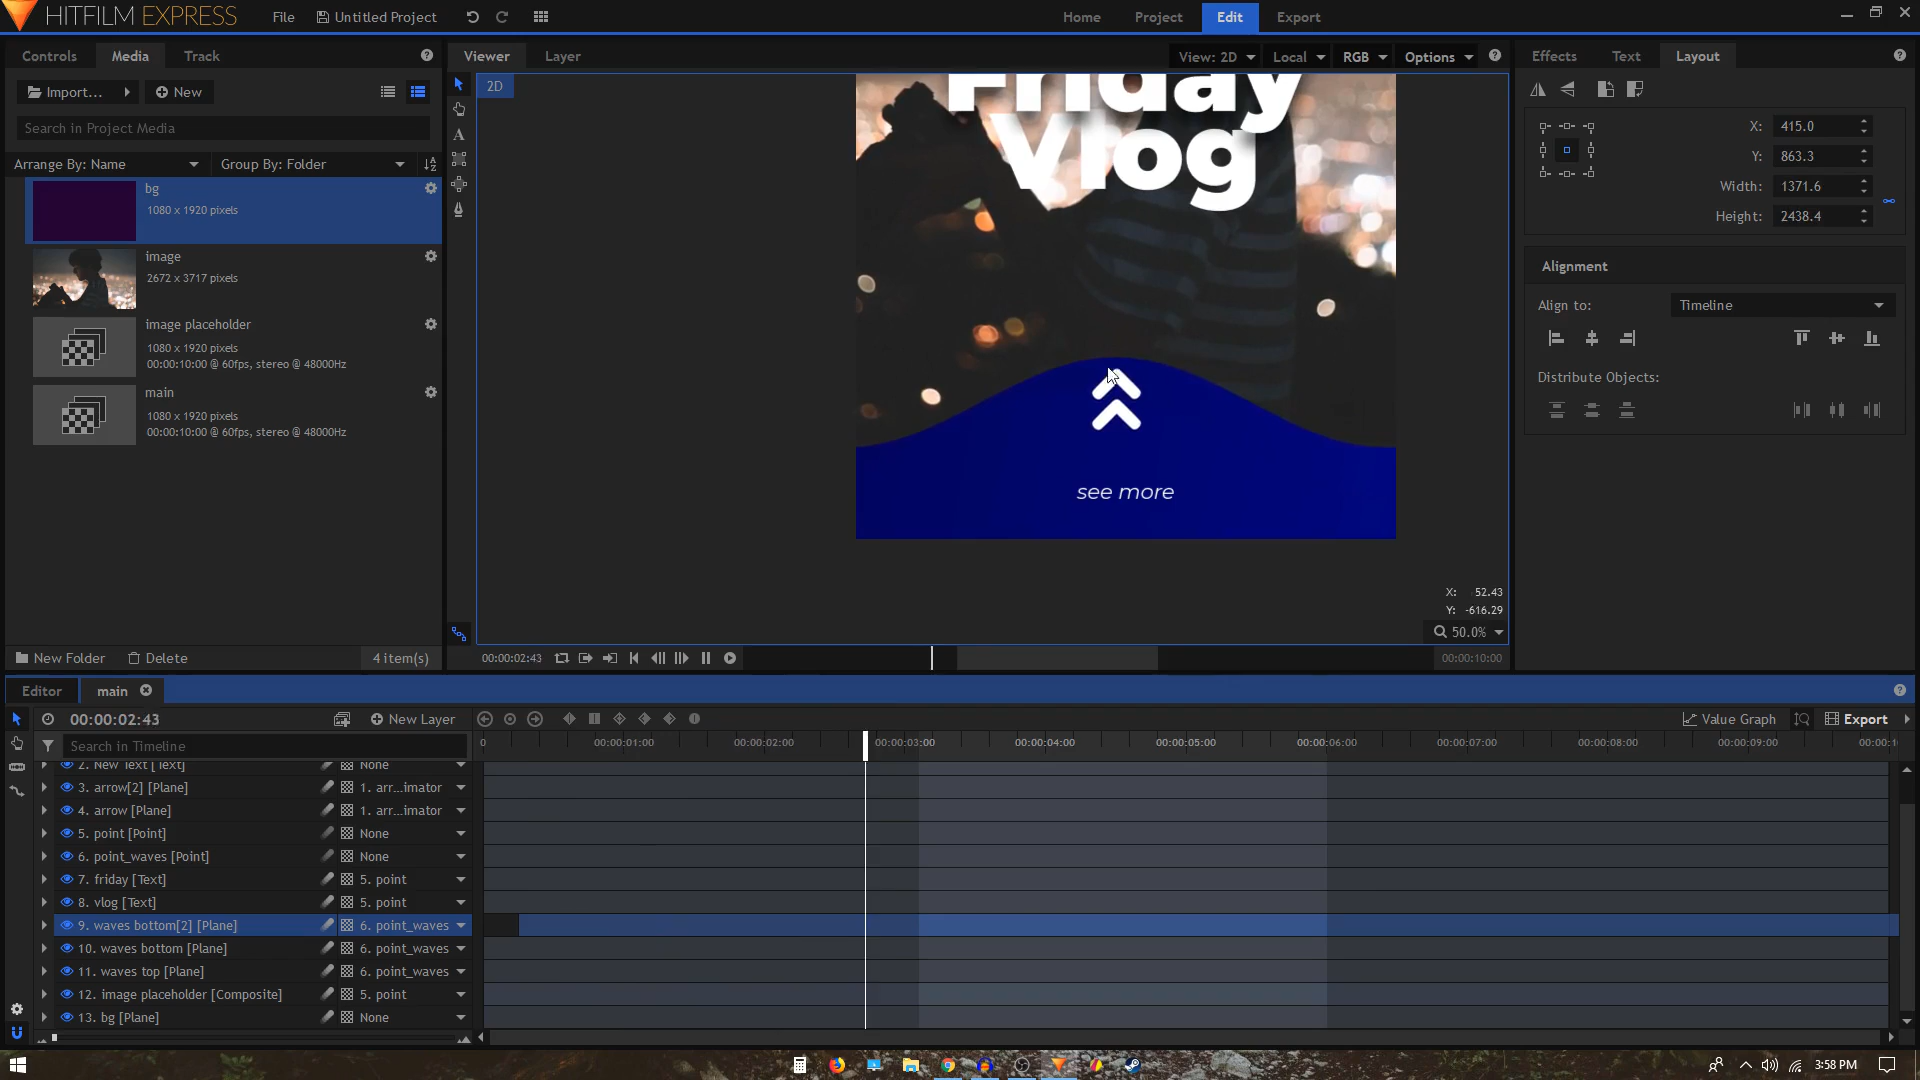 HITFILM EXPRESS
File
Untitled Project
Home
Project
Edit
Export
Controls
Media
Track
Viewer
Layer
View: 2D
Local
RGB
Options
Effects
Text
Layout
Import...
New
2D
Search in Project Media
Arrange By: Name
Group By: Folder
bg
1080 x 1920 pixels
image
2672 x 3717 pixels
image placeholder
1080 x 1920 pixels
00:00:10:00 @ 60fps, stereo @ 48000Hz
main
1080 x 1920 pixels
00:00:10:00 @ 60fps, stereo @ 48000Hz
New Folder
Delete
4 item(s)
Friday
Vlog
see more
X: 52.43
Y: -616.29
50.0%
00:00:02:43
00:00:10:00
X: 415.0
Y: 863.3
Width: 1371.6
Height: 2438.4
Alignment
Align to:
Timeline
Distribute Objects:
Editor
main
00:00:02:43
New Layer
Value Graph
Export
Search in Timeline
0
00:00:01:00
00:00:02:00
00:00:03:00
00:00:04:00
00:00:05:00
00:00:06:00
00:00:07:00
00:00:08:00
00:00:09:00
00:00:1
2. New Text [Text] None
3. arrow[2] [Plane] 1. arr...imator
4. arrow [Plane] 1. arr...imator
5. point [Point] None
6. point_waves [Point] None
7. friday [Text] 5. point
8. vlog [Text] 5. point
9. waves bottom[2] [Plane] 6. point_waves
10. waves bottom [Plane] 6. point_waves
11. waves top [Plane] 6. point_waves
12. image placeholder [Composite] 5. point
13. bg [Plane] None
3:58 PM